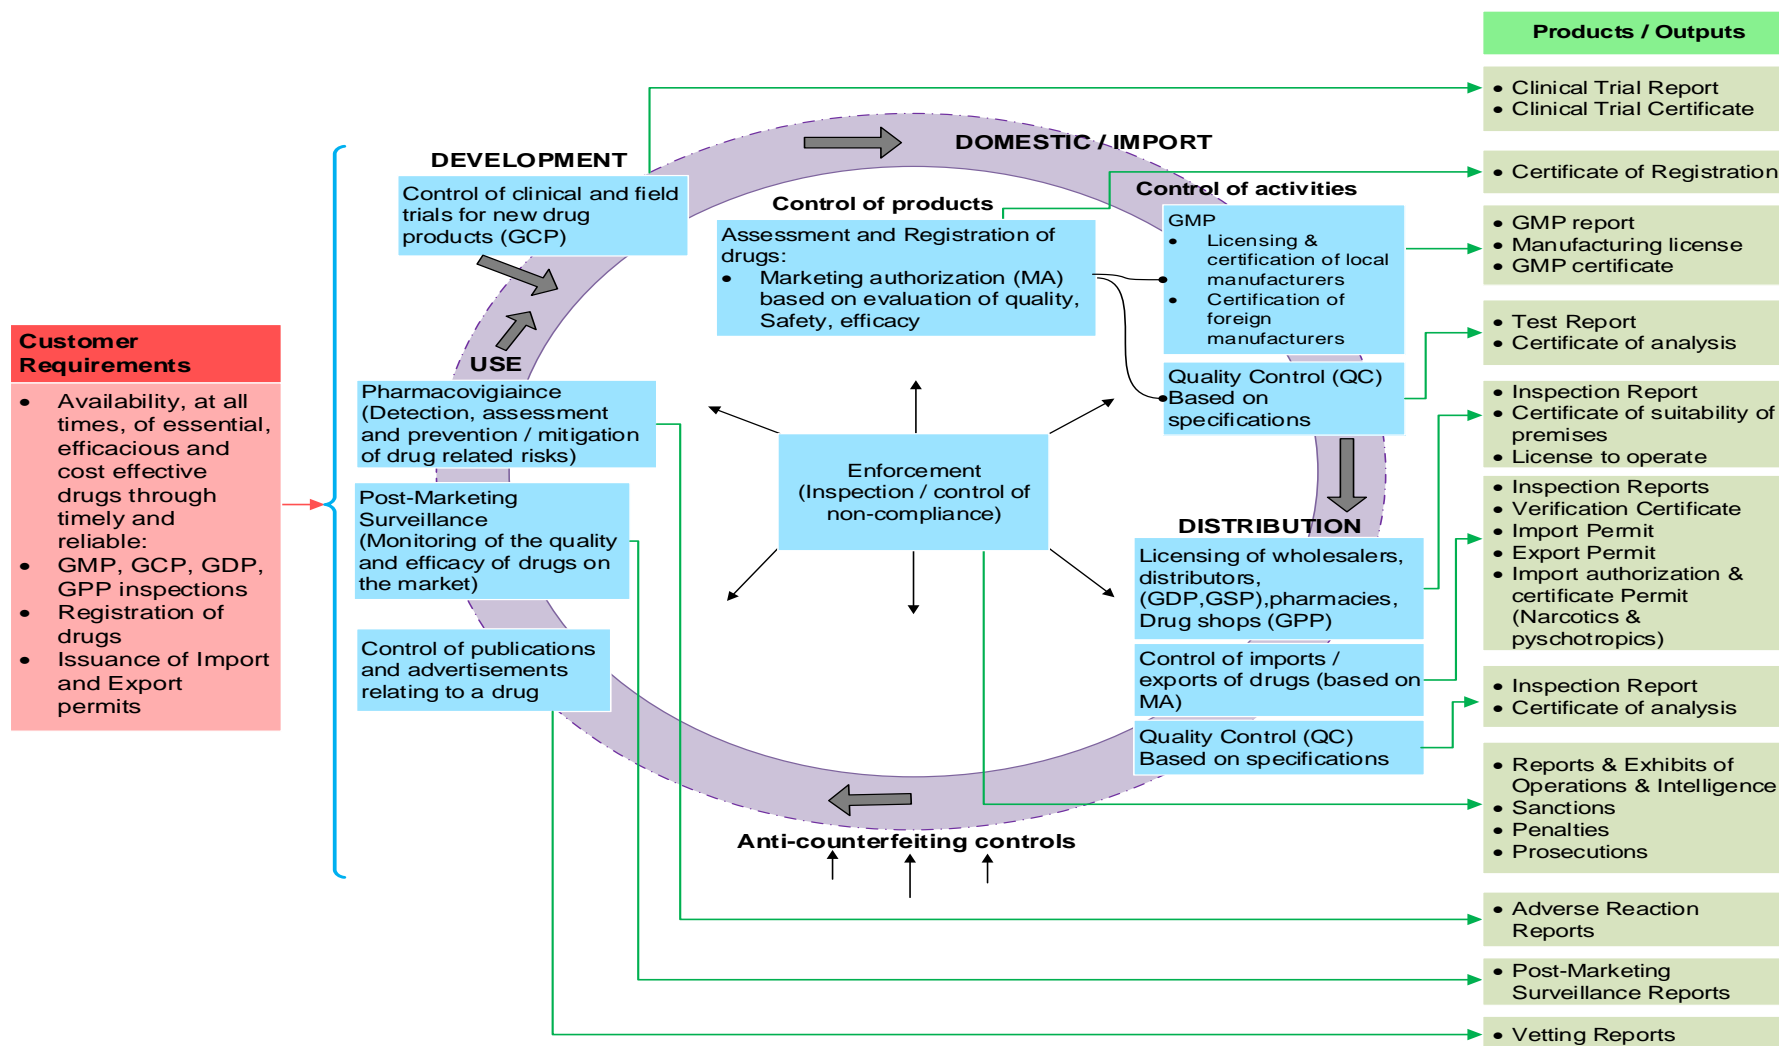 Products / Outputs
• Clinical Trial Report
• Clinical Trial Certificate
• Certificate of Registration
• GMP report
• Manufacturing license
• GMP certificate
• Test Report
• Certificate of analysis
• Inspection Report
• Certificate of suitability of
premises
• License to operate
• Inspection Reports
• Verification Certificate
• Import Permit
• Export Permit
• Import authorization &
certificate Permit
(Narcotics &
pyschotropics)
• Inspection Report
• Certificate of analysis
• Reports & Exhibits of
Operations & Intelligence
• Sanctions
• Penalties
• Prosecutions
• Adverse Reaction
Reports
• Post-Marketing
Surveillance Reports
• Vetting Reports
Customer
Requirements
• Availability, at all
times, of essential,
efficacious and
cost effective
drugs through
timely and
reliable:
• GMP, GCP, GDP,
GPP inspections
• Registration of
drugs
• Issuance of Import
and Export
permits
DEVELOPMENT
Control of clinical and field
trials for new drug
products (GCP)
DOMESTIC / IMPORT
Control of products
Assessment and Registration of
drugs:
• Marketing authorization (MA)
based on evaluation of quality,
Safety, efficacy
Control of activities
GMP
• Licensing &
certification of local
manufacturers
• Certification of
foreign
manufacturers
Quality Control (QC)
Based on
specifications
USE
Pharmacovigiaince
(Detection, assessment
and prevention / mitigation
of drug related risks)
Post-Marketing
Surveillance
(Monitoring of the quality
and efficacy of drugs on
the market)
Control of publications
and advertisements
relating to a drug
Enforcement
(Inspection / control of
non-compliance)
DISTRIBUTION
Licensing of wholesalers,
distributors,
(GDP,GSP),pharmacies,
Drug shops (GPP)
Control of imports /
exports of drugs (based on
MA)
Quality Control (QC)
Based on specifications
Anti-counterfeiting controls